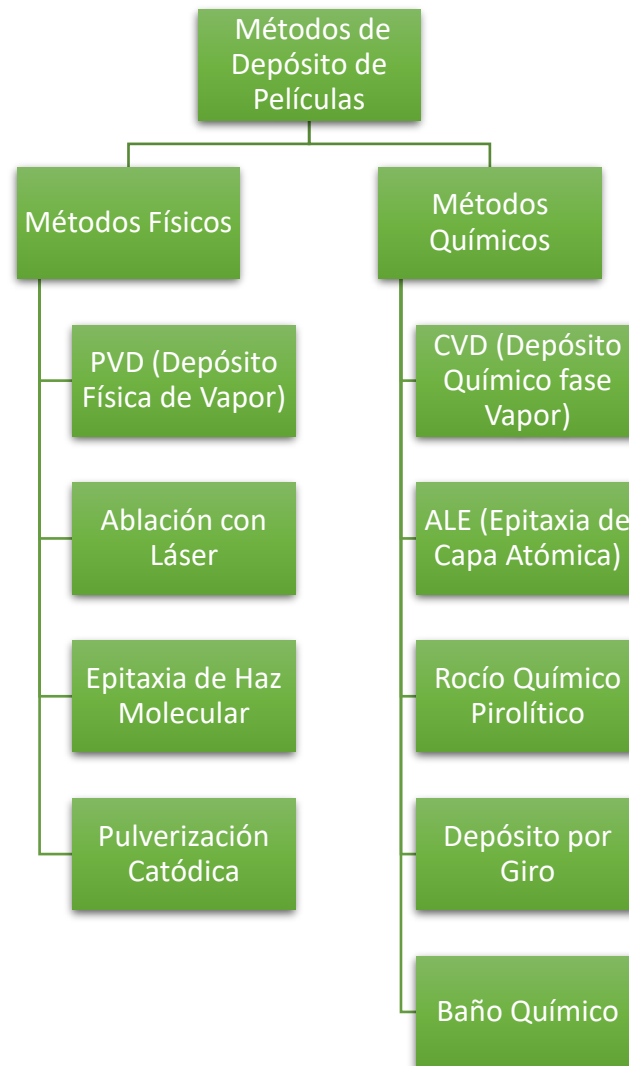 Métodos de
Depósito de
Películas
Métodos Físicos
PVD (Depósito
Física de Vapor)
Ablación con
Láser
Epitaxia de Haz
Molecular
Pulverización
Catódica
Métodos
Químicos
CVD (Depósito
Químico fase
Vapor)
ALE (Epitaxia de
Capa Atómica)
Rocío Químico
Pirolítico
Depósito por
Giro
Baño Químico